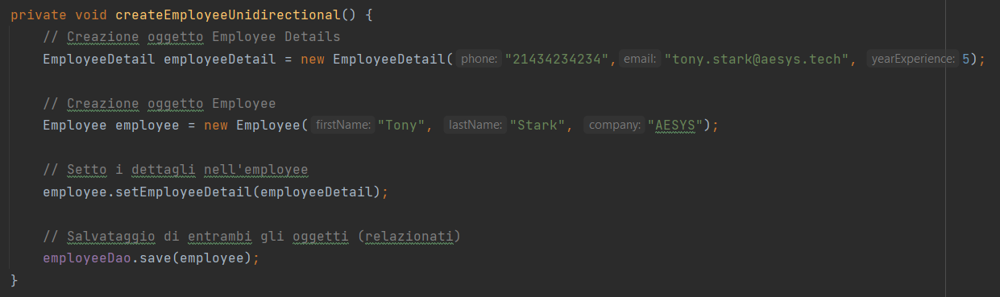 private void createEmployeeUnidirectional() {
// Creazione oggetto Employee Details
EmployeeDetail employeeDetail = new EmployeeDetail( phone: "21434234234", email: "tony.stark@aesys.tech", yearExperience: 5);
// Creazione oggetto Employee
Employee employee = new Employee( firstName: "Tony", lastName: "Stark", company: "AESYS");
// Setto i dettagli nell'employee
employee.setEmployeeDetail(employeeDetail);
// Salvataggio di entrambi gli oggetti (relazionati)
employeeDao.save(employee);
}